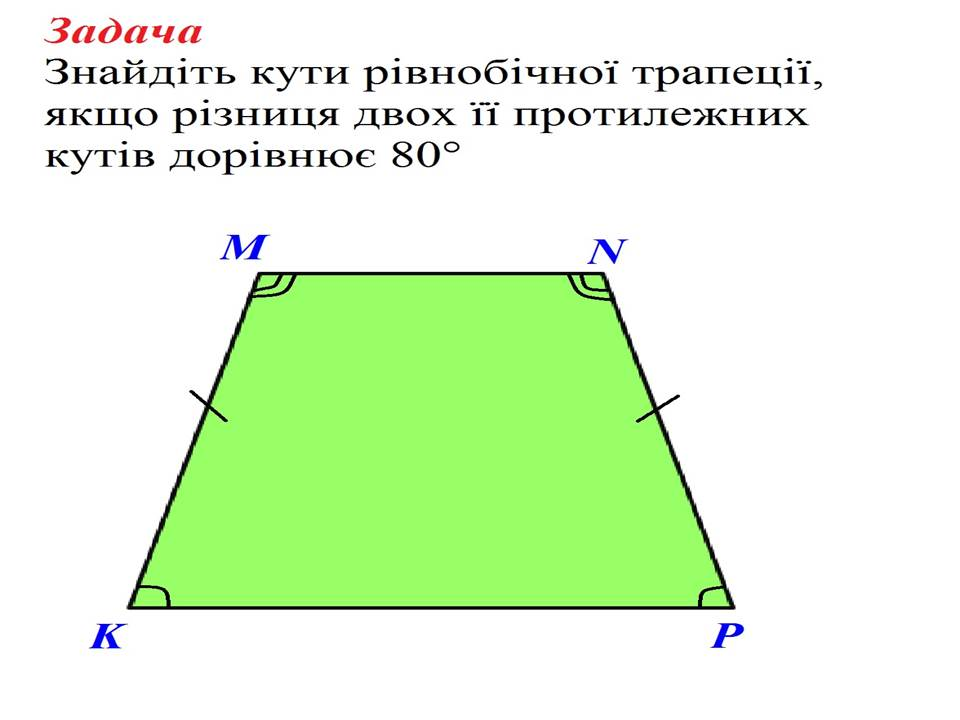 Задача
Знайдіть кути рівнобічної трапеції,
якщо різниця двох її протилежних
кутів дорівнює 80°
M N
K P